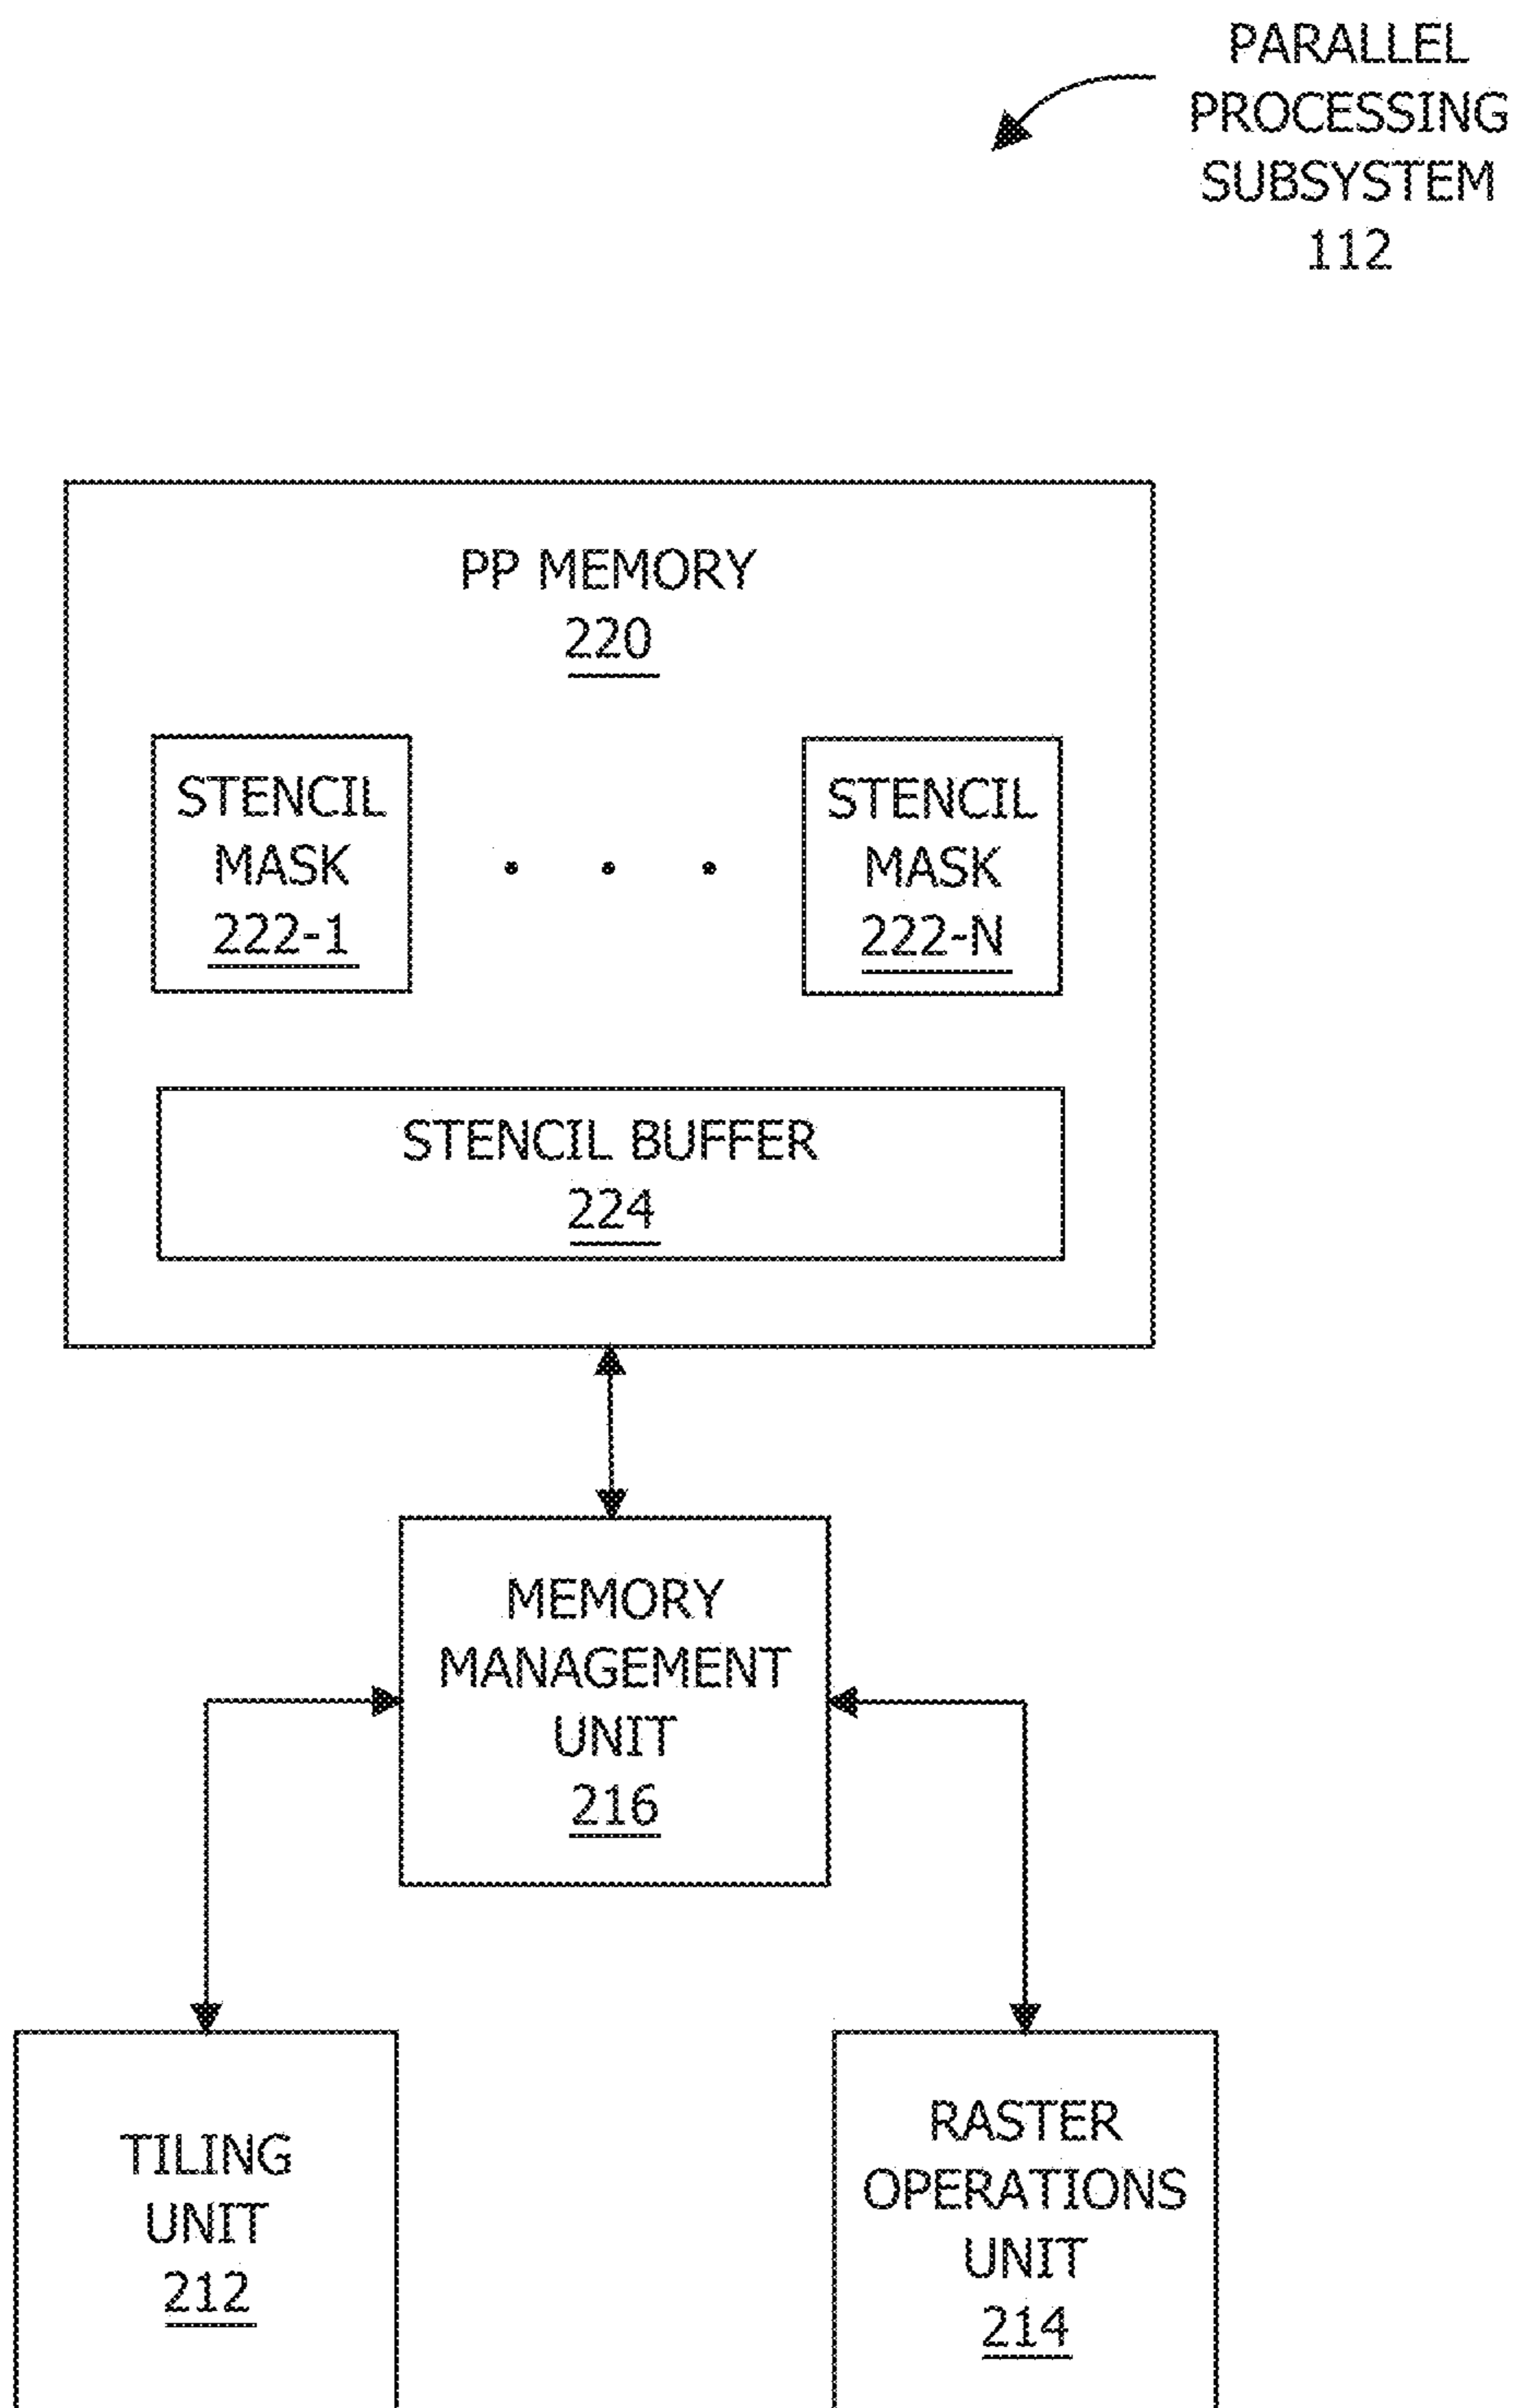 PARALLEL
PROCESSING
SUBSYSTEM
112
PP MEMORY
220
STENCIL
MASK
222-1
STENCIL
MASK
222-N
STENCIL BUFFER
224
MEMORY
MANAGEMENT
UNIT
216
TILING
UNIT
212
RASTER
OPERATIONS
UNIT
214